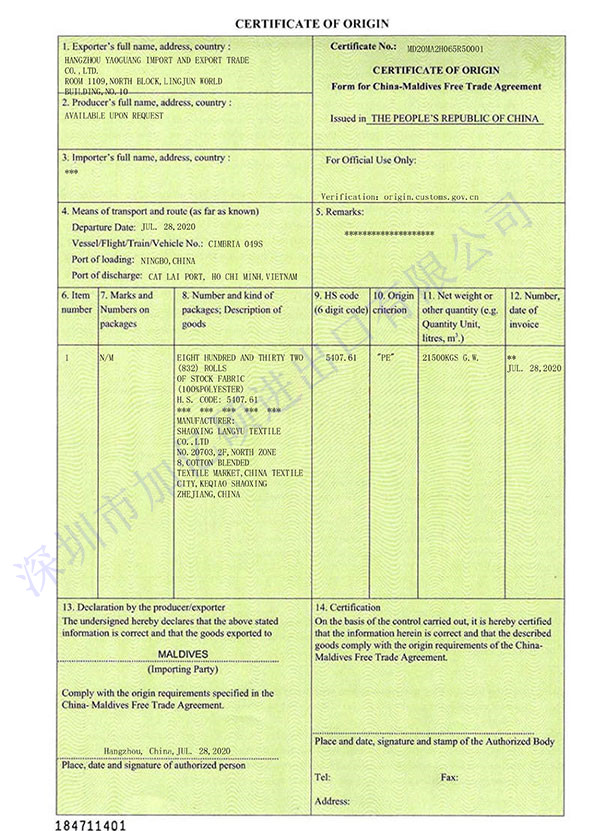 CERTIFICATE OF ORIGIN
1. Exporter's full name, address, country :
HANGZHOU YAOGUANG IMPORT AND EXPORT TRADE
CO.,LTD.
ROOM 1109,NORTH BLOCK,LINGJUN WORLD
BUILDING,NO.10
Certificate No.: MD20MA2H065R50001
CERTIFICATE OF ORIGIN
Form for China-Maldives Free Trade Agreement
Issued in THE PEOPLE'S REPUBLIC OF CHINA
2. Producer's full name, address, country :
AVAILABLE UPON REQUEST
3. Importer's full name, address, country :
***
For Official Use Only:
Verification: origin.customs.gov.cn
4. Means of transport and route (as far as known)
Departure Date: JUL. 28,2020
Vessel/Flight/Train/Vehicle No.: CIMBRIA 049S
Port of loading: NINGBO,CHINA
Port of discharge: CAT LAI PORT, HO CHI MINH,VIETNAM
5. Remarks:
********************
6. Item
number
7. Marks and
Numbers on
packages
8. Number and kind of
packages; Description of
goods
9. HS code
(6 digit code)
10. Origin
criterion
11. Net weight or
other quantity (e.g.
Quantity Unit,
litres, m³.)
12. Number,
date of
invoice
1
N/M
EIGHT HUNDRED AND THIRTY TWO
(832) ROLLS
OF STOCK FABRIC
(100%POLYESTER)
H.S. CODE: 5407.61
*** *** *** *** ***
MANUFACTURER:
SHAOXING LANGYU TEXTILE
CO.,LTD
NO.20703,2F,NORTH ZONE
8,COTTON BLENDED
TEXTILE MARKET,CHINA TEXTILE
CITY,KEQIAO SHAOXING
ZHEJIANG,CHINA
5407.61
"PE"
21500KGS G.W.
**
JUL. 28,2020
13. Declaration by the producer/exporter
The undersigned hereby declares that the above stated
information is correct and that the goods exported to
MALDIVES
(Importing Party)
Comply with the origin requirements specified in the
China- Maldives Free Trade Agreement.
Hangzhou, China,JUL. 28,2020
Place, date and signature of authorized person
14. Certification
On the basis of the control carried out, it is hereby certified
that the information herein is correct and that the described
goods comply with the origin requirements of the China-
Maldives Free Trade Agreement.
Place and date, signature and stamp of the Authorized Body
Tel: Fax:
Address:
184711401